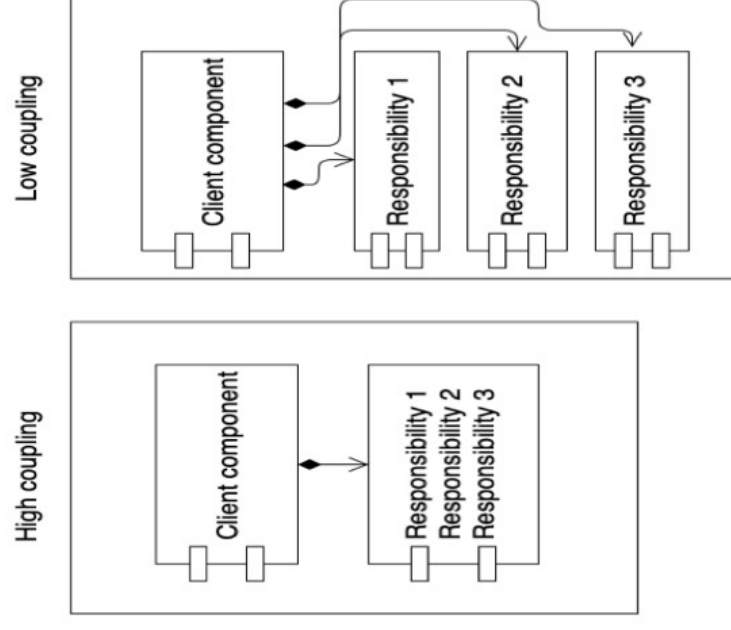 High coupling
Client component
Responsibility 1
Responsibility 2
Responsibility 3
Low coupling
Client component
Responsibility 1
Responsibility 2
Responsibility 3